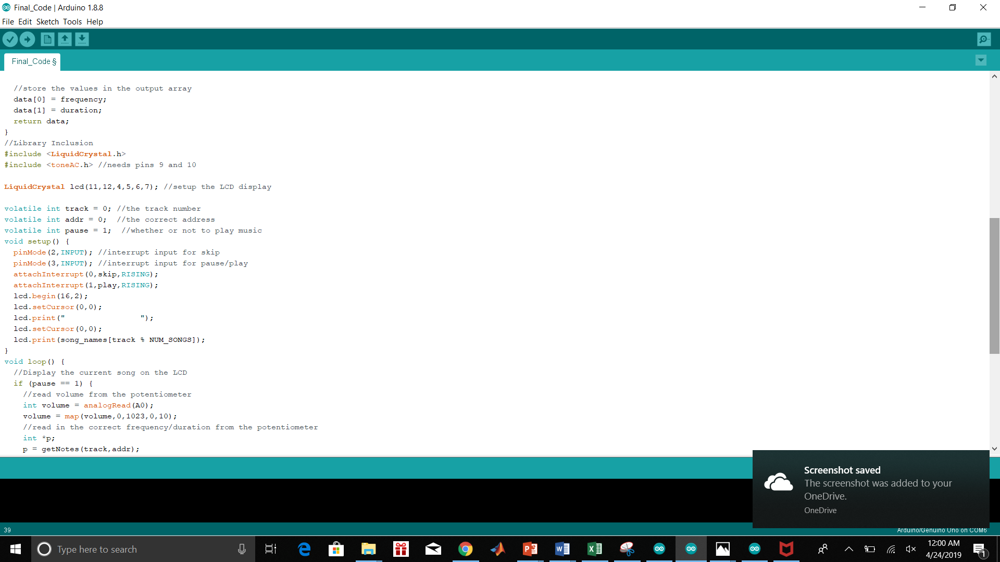 Final_Code | Arduino 1.8.8
File Edit Sketch Tools Help
Final_Code §
//store the values in the output array
data[0] = frequency;
data[1] = duration;
return data;
}
//Library Inclusion
#include <LiquidCrystal.h>
#include <toneAC.h> //needs pins 9 and 10
LiquidCrystal lcd(11,12,4,5,6,7); //setup the LCD display
volatile int track = 0; //the track number
volatile int addr = 0;  //the correct address
volatile int pause = 1;  //whether or not to play music
void setup() {
  pinMode(2,INPUT); //interrupt input for skip
  pinMode(3,INPUT); //interrupt input for pause/play
  attachInterrupt(0,skip,RISING);
  attachInterrupt(1,play,RISING);
  lcd.begin(16,2);
  lcd.setCursor(0,0);
  lcd.print("                ");
  lcd.setCursor(0,0);
  lcd.print(song_names[track % NUM_SONGS]);
}
void loop() {
  //Display the current song on the LCD
  if (pause == 1) {
    //read volume from the potentiometer
    int volume = analogRead(A0);
    volume = map(volume,0,1023,0,10);
    //read in the correct frequency/duration from the potentiometer
    int *p;
    p = getNotes(track,addr);
Screenshot saved
The screenshot was added to your
OneDrive.
OneDrive
39
Arduino/Genuino Uno on COM6
Type here to search
12:00 AM
4/24/2019
1